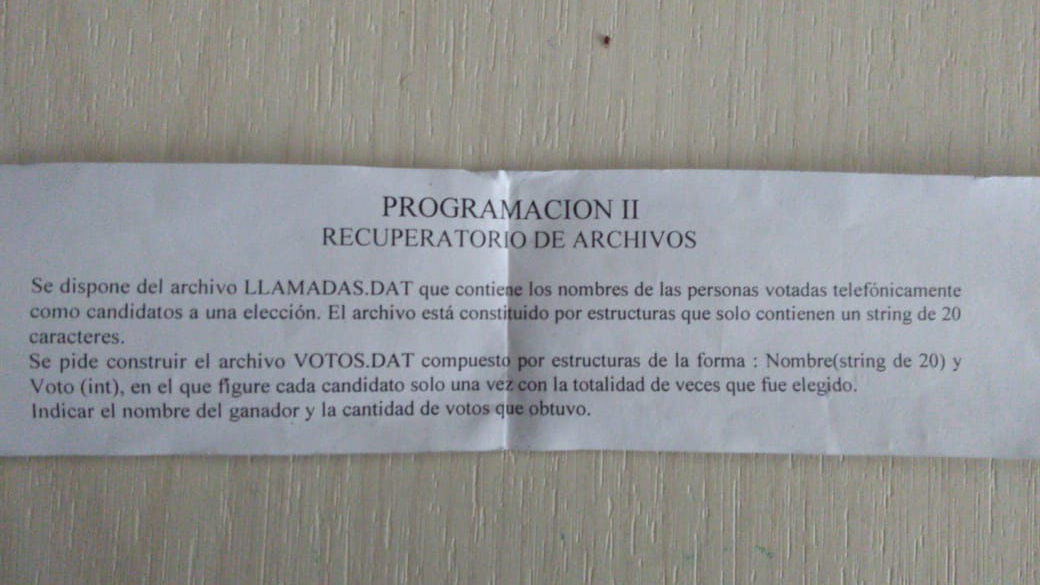 PROGRAMACION II
RECUPERATORIO DE ARCHIVOS
Se dispone del archivo LLAMADAS.DAT que contiene los nombres de las personas votadas telefónicamente
como candidatos a una elección. El archivo está constituido por estructuras que solo contienen un string de 20
caracteres.
Se pide construir el archivo VOTOS.DAT compuesto por estructuras de la forma : Nombre(string de 20) y
Voto (int), en el que figure cada candidato solo una vez con la totalidad de veces que fue elegido.
Indicar el nombre del ganador y la cantidad de votos que obtuvo.